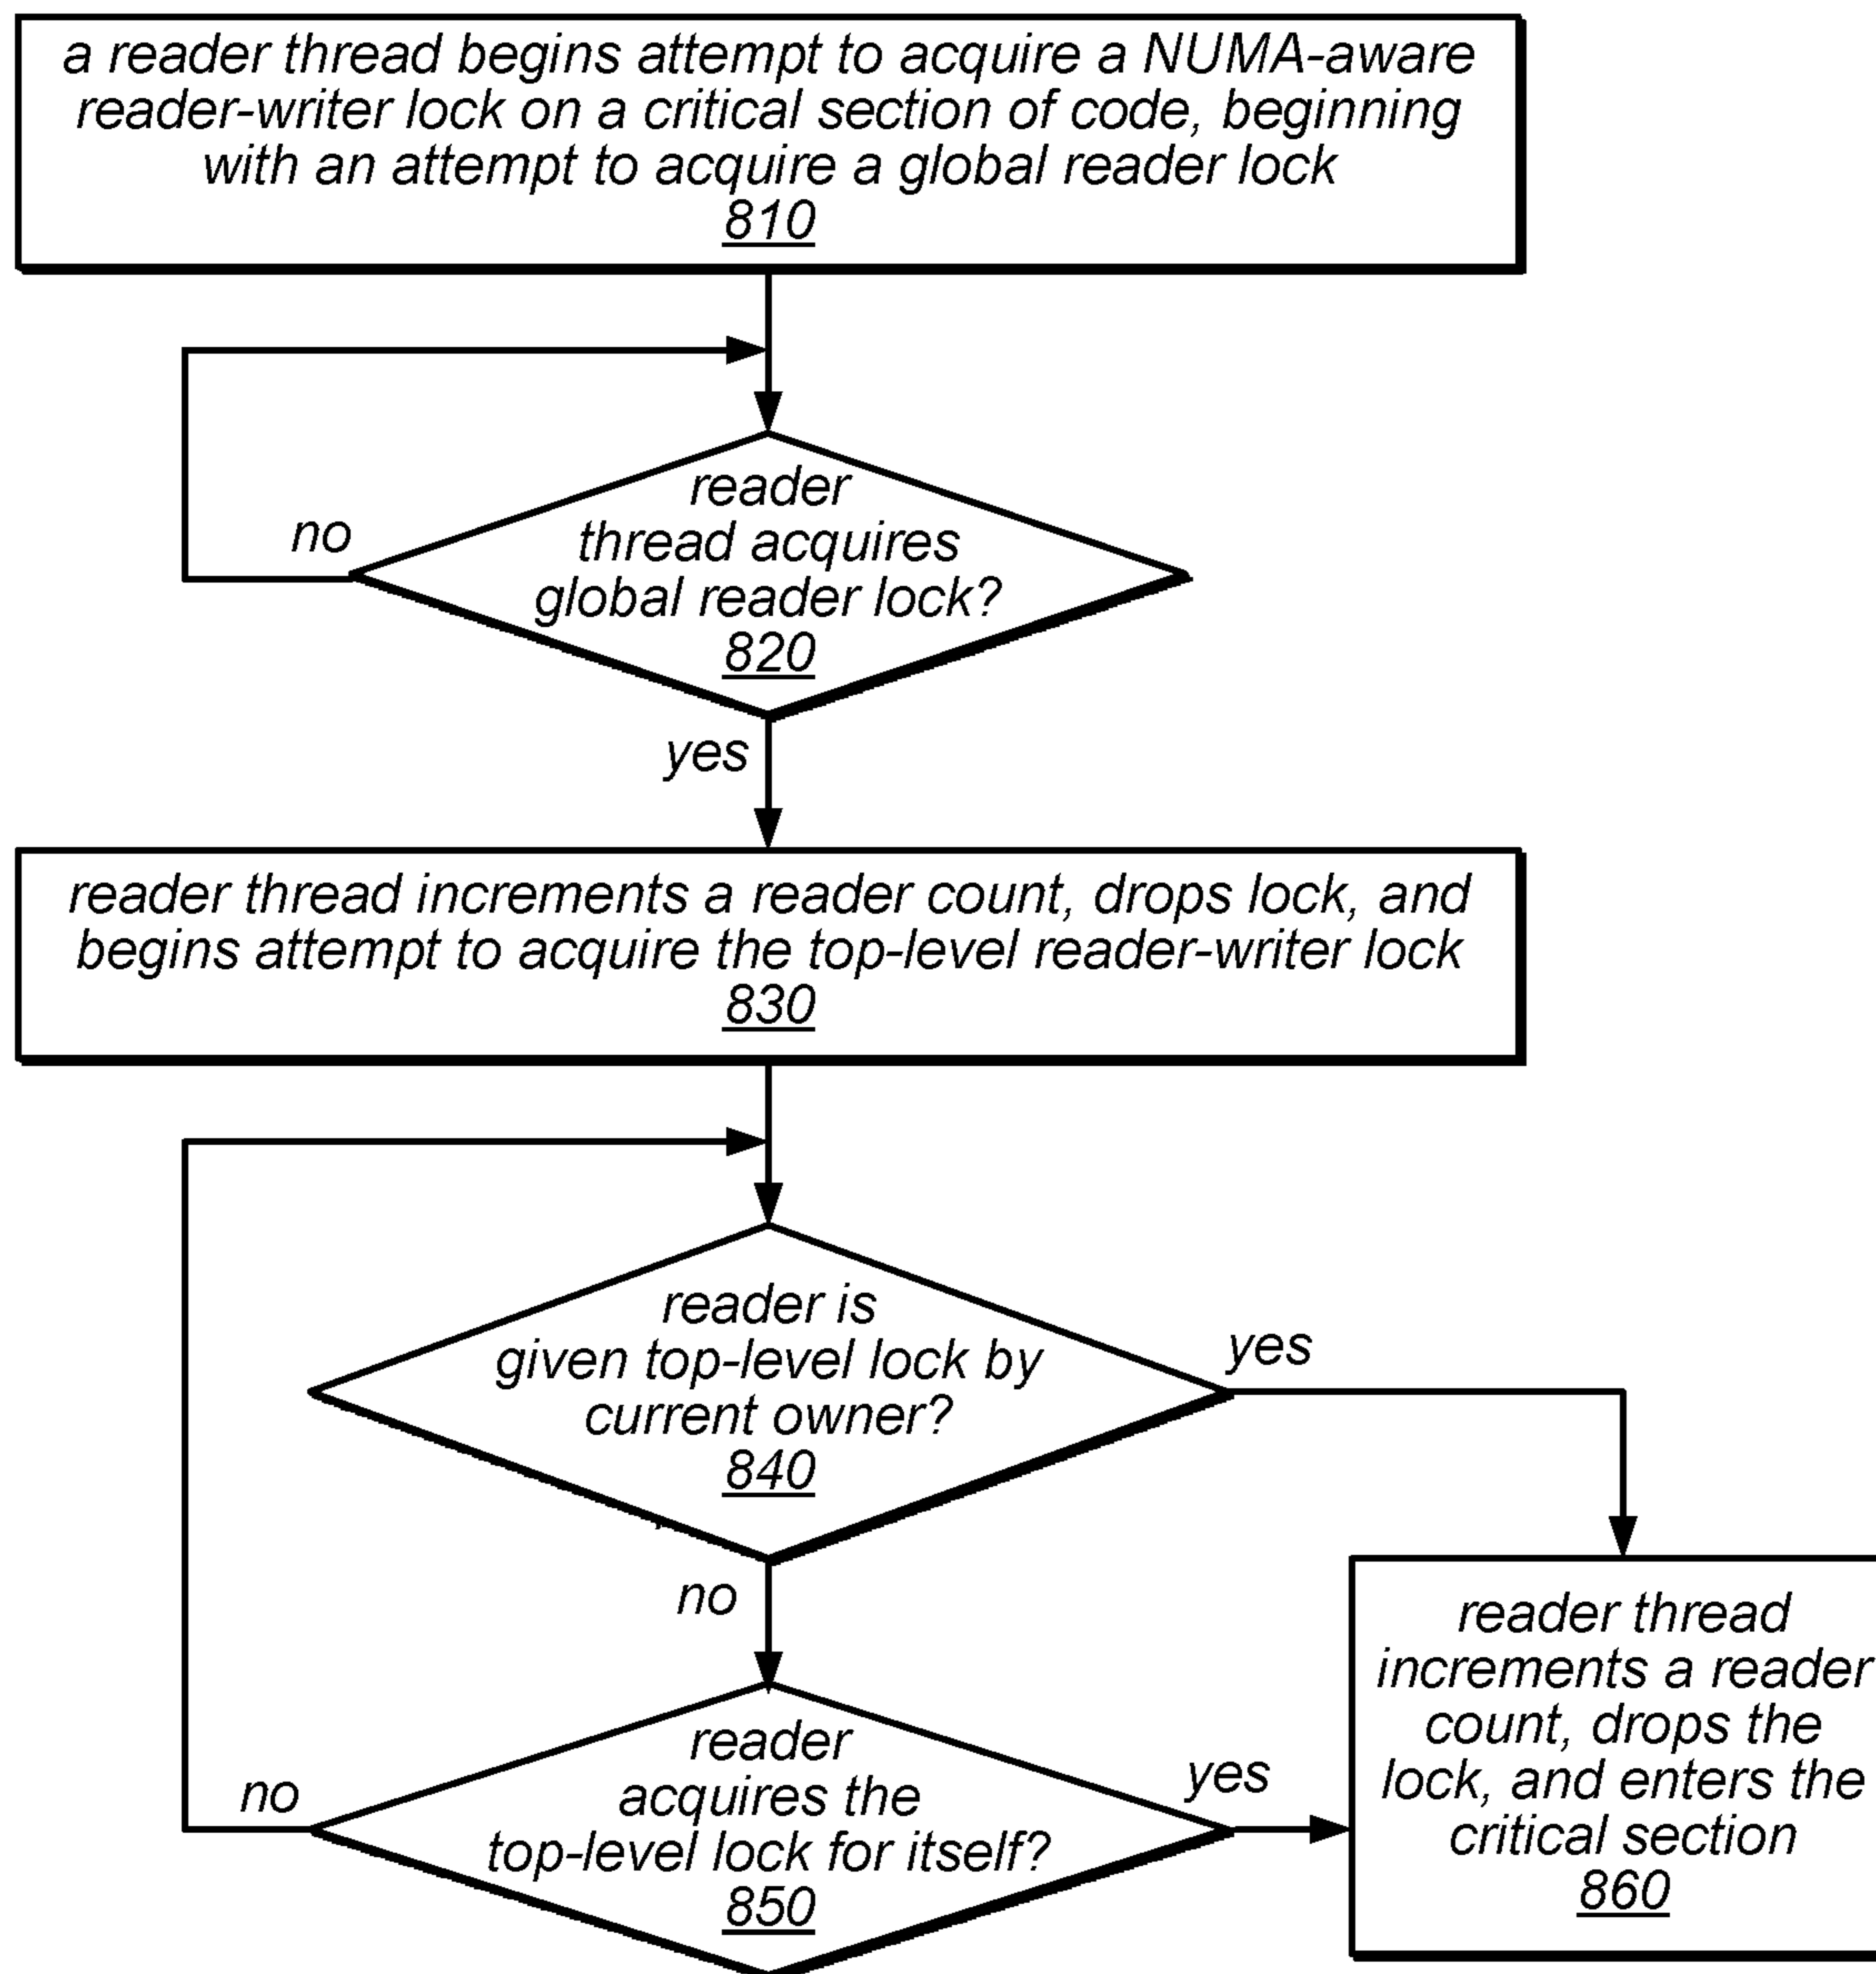 a reader thread begins attempt to acquire a NUMA-aware
reader-writer lock on a critical section of code, beginning
with an attempt to acquire a global reader lock
810
reader
thread acquires
global reader lock?
820
no
yes
reader thread increments a reader count, drops lock, and
begins attempt to acquire the top-level reader-writer lock
830
reader is
given top-level lock by
current owner?
840
yes
no
reader
acquires the
top-level lock for itself?
850
no
yes
reader thread
increments a reader
count, drops the
lock, and enters the
critical section
860